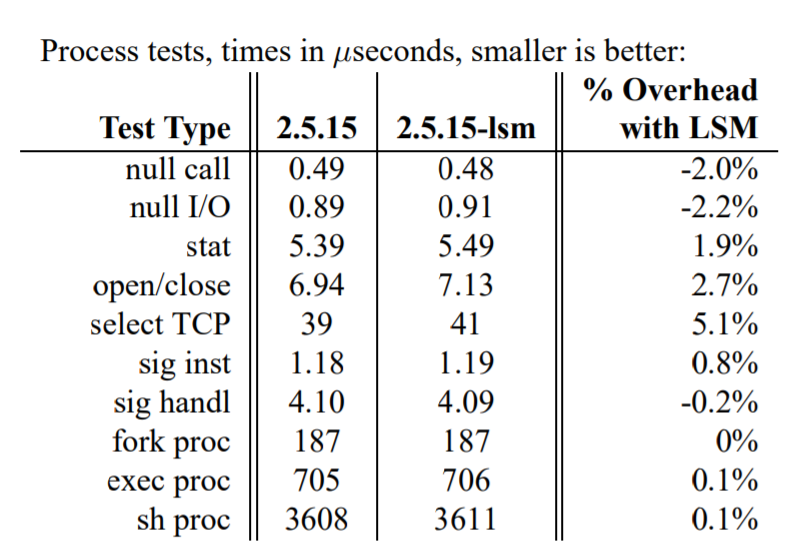 Process tests, times in μseconds, smaller is better:
% Overhead
Test Type 2.5.15 2.5.15-lsm with LSM
null call 0.49 0.48 -2.0%
null I/O 0.89 0.91 -2.2%
stat 5.39 5.49 1.9%
open/close 6.94 7.13 2.7%
select TCP 39 41 5.1%
sig inst 1.18 1.19 0.8%
sig handl 4.10 4.09 -0.2%
fork proc 187 187 0%
exec proc 705 706 0.1%
sh proc 3608 3611 0.1%